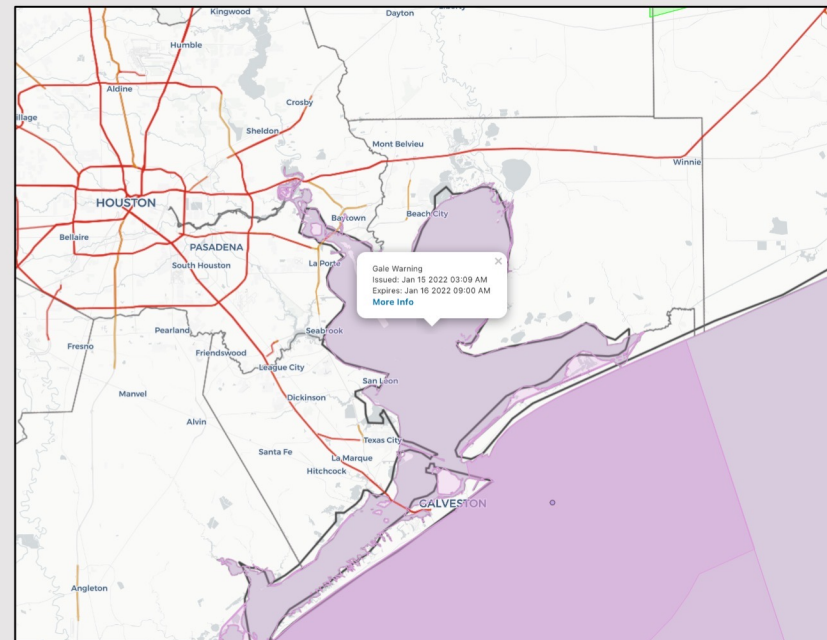 Kingwood
Dayton
Humble
Aldine
Crosby
illage
Sheldon
Mont Belvieu
Winnie
HOUSTON
Beach City
Baytown
Bellaire
PASADENA
La Porte
South Houston
Gale Warning
Issued: Jan 15 2022 03:09 AM
Expires: Jan 16 2022 09:00 AM
More Info
Pearland
Seabrook
Fresno
Friendswood
League City
San Leon
Manvel
Dickinson
Alvin
Texas City
Santa Fe
La Marque
Hitchcock
GALVESTON
Angleton